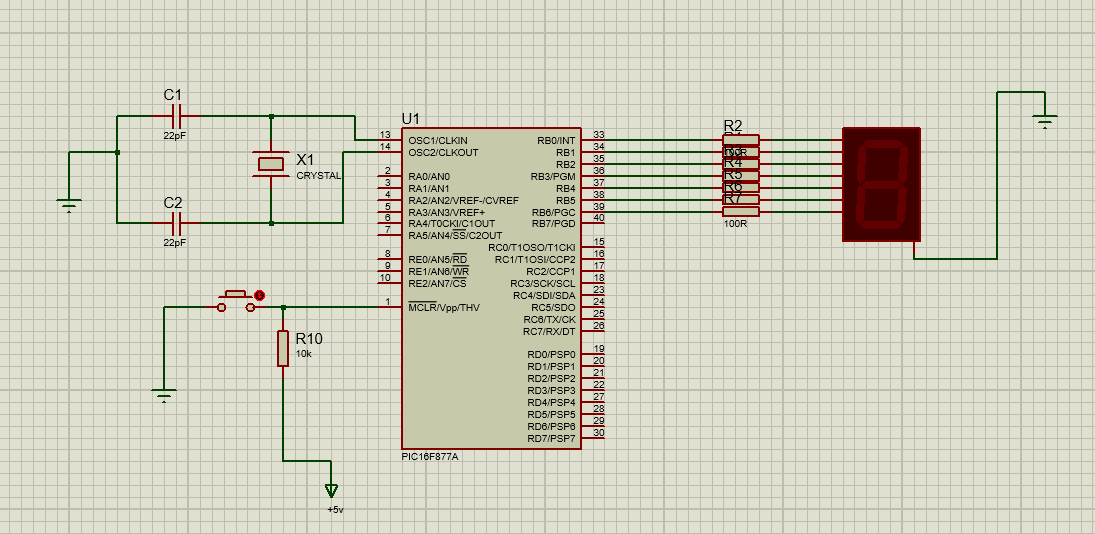 C1
22pF
X1
CRYSTAL
C2
22pF
R10
10k
+5v
U1
13
OSC1/CLKIN
14
OSC2/CLKOUT
2
RA0/AN0
3
RA1/AN1
4
RA2/AN2/VREF-/CVREF
5
RA3/AN3/VREF+
6
RA4/T0CKI/C1OUT
7
RA5/AN4/SS/C2OUT
8
RE0/AN5/RD
9
RE1/AN6/WR
10
RE2/AN7/CS
1
MCLR/Vpp/THV
RB0/INT
33
RB1
34
RB2
35
RB3/PGM
36
RB4
37
RB5
38
RB6/PGC
39
RB7/PGD
40
RC0/T1OSO/T1CKI
15
RC1/T1OSI/CCP2
16
RC2/CCP1
17
RC3/SCK/SCL
18
RC4/SDI/SDA
23
RC5/SDO
24
RC6/TX/CK
25
RC7/RX/DT
26
RD0/PSP0
19
RD1/PSP1
20
RD2/PSP2
21
RD3/PSP3
22
RD4/PSP4
27
RD5/PSP5
28
RD6/PSP6
29
RD7/PSP7
30
PIC16F877A
R2
R4
R5
R6
R7
100R